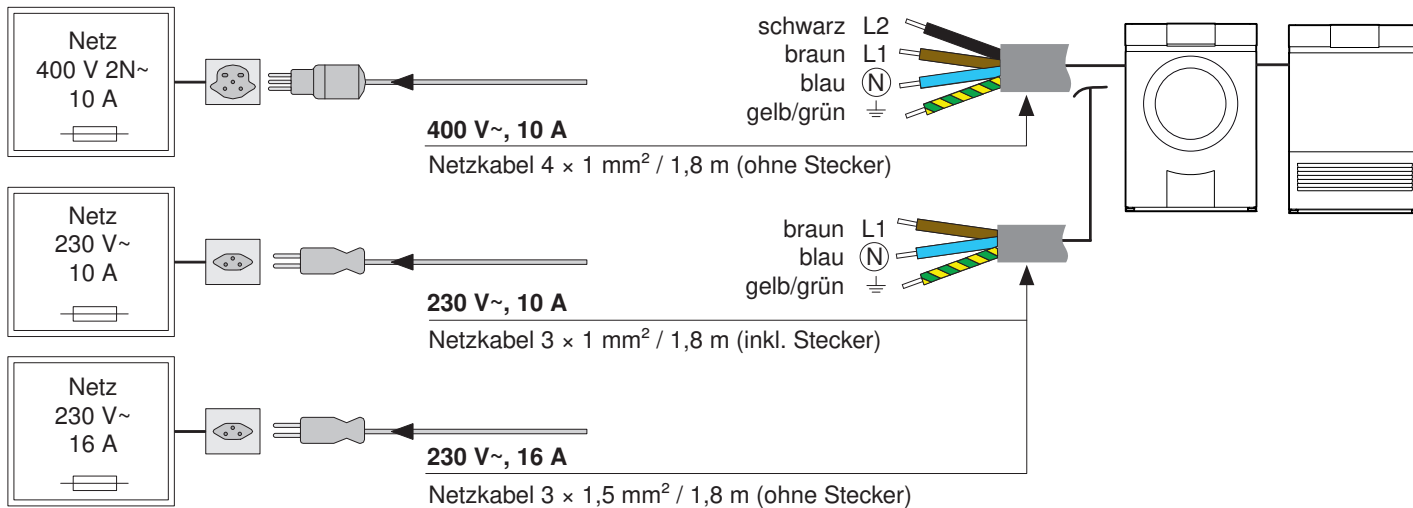 Netz
400 V 2N~
10 A
400 V~, 10 A
Netzkabel 4 × 1 mm² / 1,8 m (ohne Stecker)
schwarz L2
braun L1
blau N
gelb/grün
Netz
230 V~
10 A
230 V~, 10 A
Netzkabel 3 × 1 mm² / 1,8 m (inkl. Stecker)
braun L1
blau N
gelb/grün
Netz
230 V~
16 A
230 V~, 16 A
Netzkabel 3 × 1,5 mm² / 1,8 m (ohne Stecker)